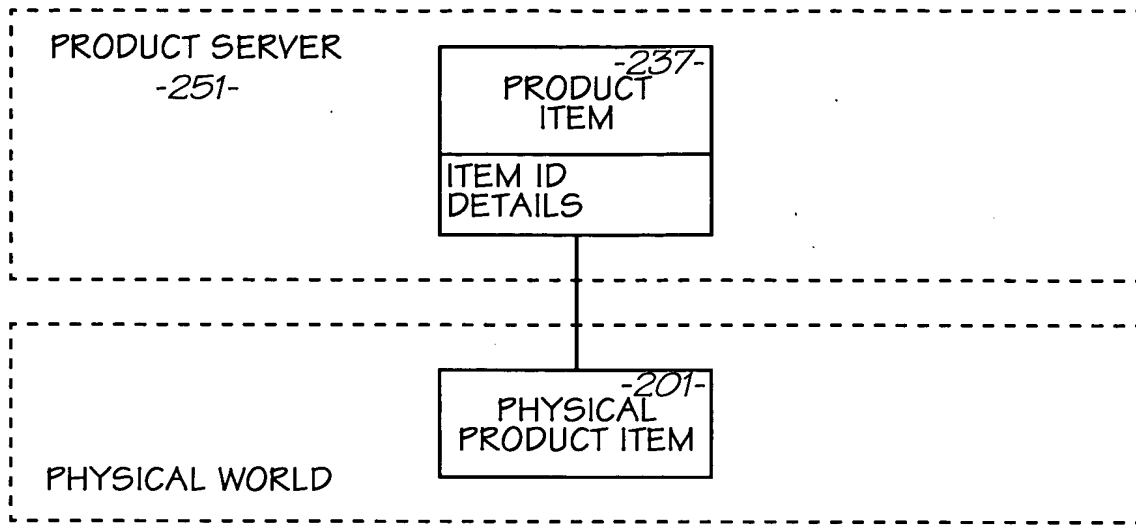 PRODUCT SERVER
-251-
-237-
PRODUCT
ITEM
ITEM ID
DETAILS
-201-
PHYSICAL
PRODUCT ITEM
PHYSICAL WORLD